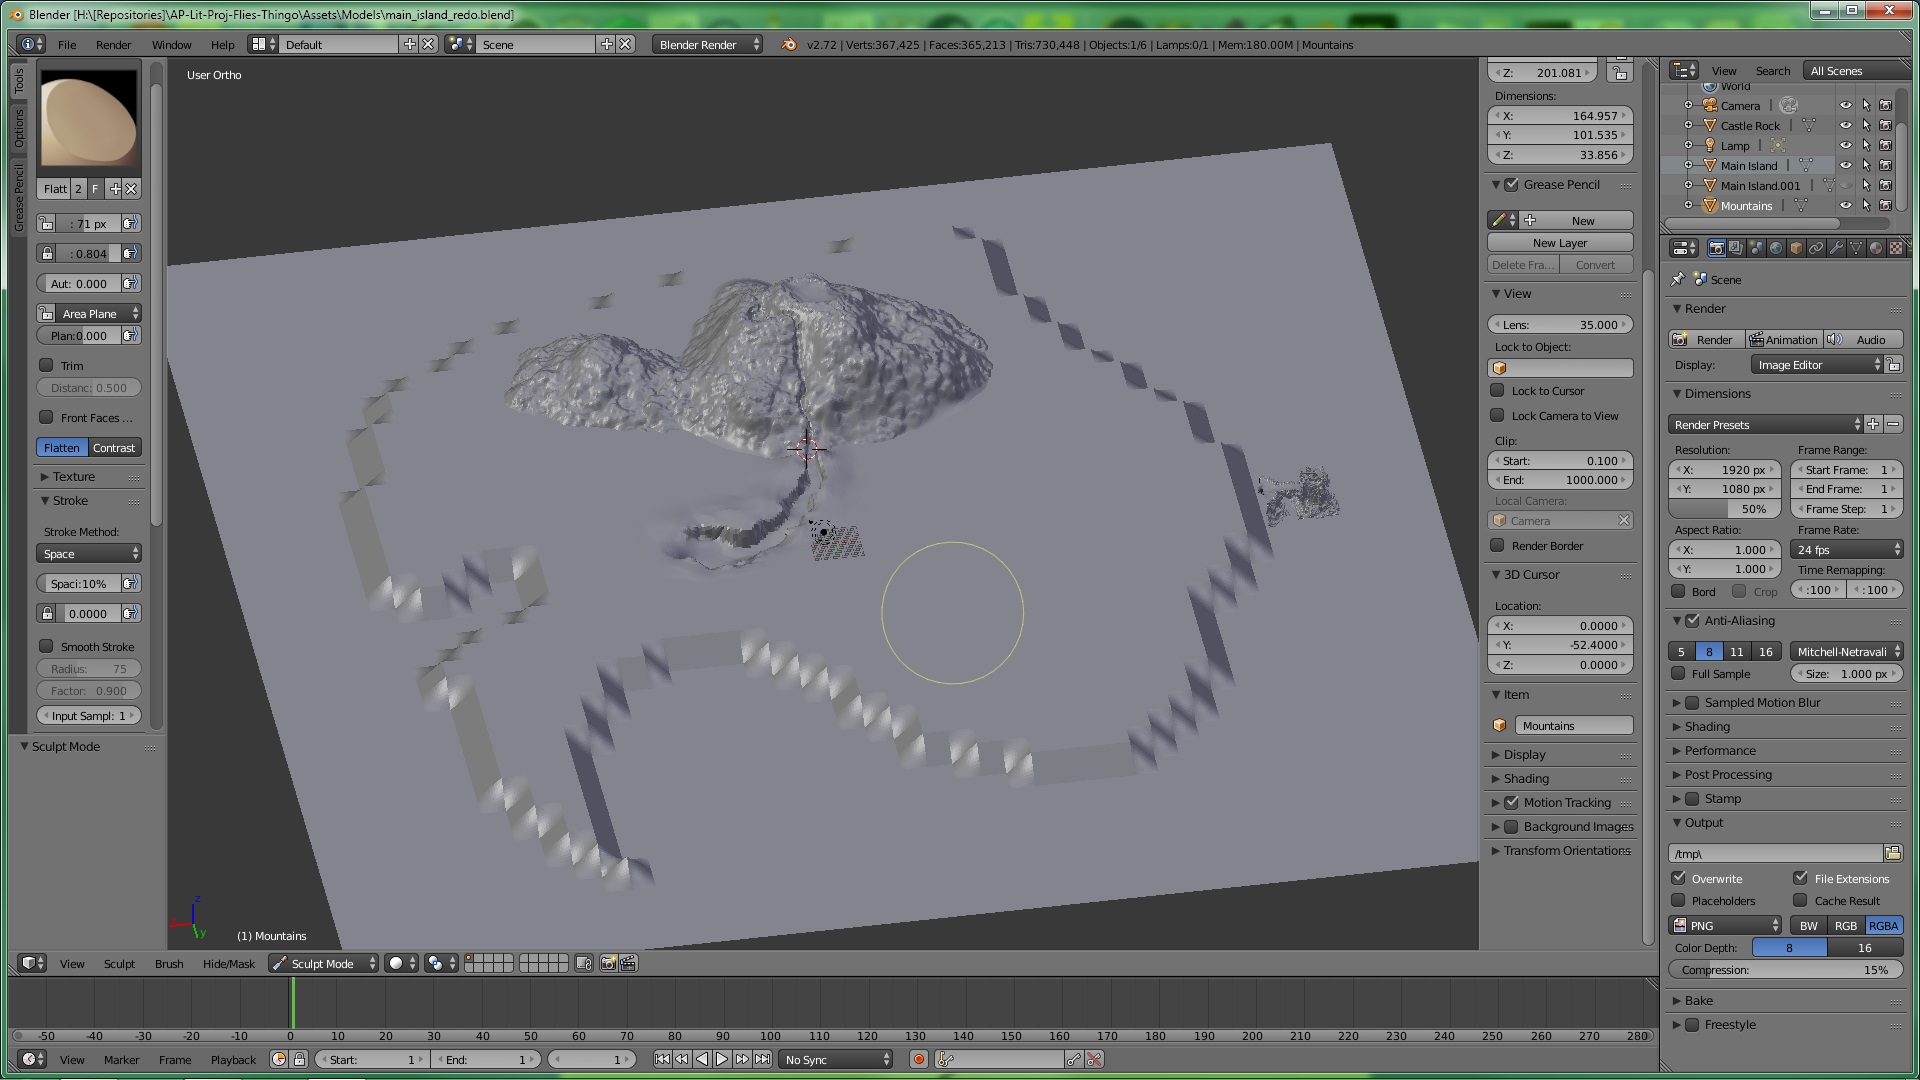 Blender [H:\[Repositories]\AP-Lit-Proj-Flies-Thingo\Assets\Models\main_island_redo.blend]
File Render Window Help Default Scene Blender Render v2.72 | Verts:367,425 | Faces:365,213 | Tris:730,448 | Objects:1/6 | Lamps:0/1 | Mem:180.00M | Mountains
Tools
Options
Grease Pencil
Flatt 2 F
: 71 px
: 0.804
Aut: 0.000
Area Plane
Plan:0.000
Trim
Distanc: 0.500
Front Faces ...
Flatten Contrast
Texture
Stroke
Stroke Method:
Space
Spaci:10%
0.0000
Smooth Stroke
Radius: 75
Factor: 0.900
Input Sampl: 1
Sculpt Mode
User Ortho
z
y
(1) Mountains
Z: 201.081
Dimensions:
X: 164.957
Y: 101.535
Z: 33.856
Grease Pencil
New
New Layer
Delete Fra... Convert
View
Lens: 35.000
Lock to Object:
Lock to Cursor
Lock Camera to View
Clip:
Start: 0.100
End: 1000.000
Local Camera:
Camera
Render Border
3D Cursor
Location:
X: 0.0000
Y: -52.4000
Z: 0.0000
Item
Mountains
Display
Shading
Motion Tracking
Background Images
Transform Orientations
View Search All Scenes
World
Camera
Castle Rock
Lamp
Main Island
Main Island.001
Mountains
Scene
Render
Render Animation Audio
Display: Image Editor
Dimensions
Render Presets
Resolution: Frame Range:
X: 1920 px Start Frame: 1
Y: 1080 px End Frame: 1
50% Frame Step: 1
Aspect Ratio: Frame Rate:
X: 1.000 24 fps
Y: 1.000 Time Remapping:
Bord Crop :100 :100
Anti-Aliasing
5 8 11 16 Mitchell-Netravali
Full Sample Size: 1.000 px
Sampled Motion Blur
Shading
Performance
Post Processing
Stamp
Output
/tmp\
Overwrite File Extensions
Placeholders Cache Result
PNG BW RGB RGBA
Color Depth: 8 16
Compression: 15%
Bake
Freestyle
View Sculpt Brush Hide/Mask Sculpt Mode
-50 -40 -30 -20 -10 0 10 20 30 40 50 60 70 80 90 100 110 120 130 140 150 160 170 180 190 200 210 220 230 240 250 260 270 280
View Marker Frame Playback Start: 1 End: 1 1 No Sync